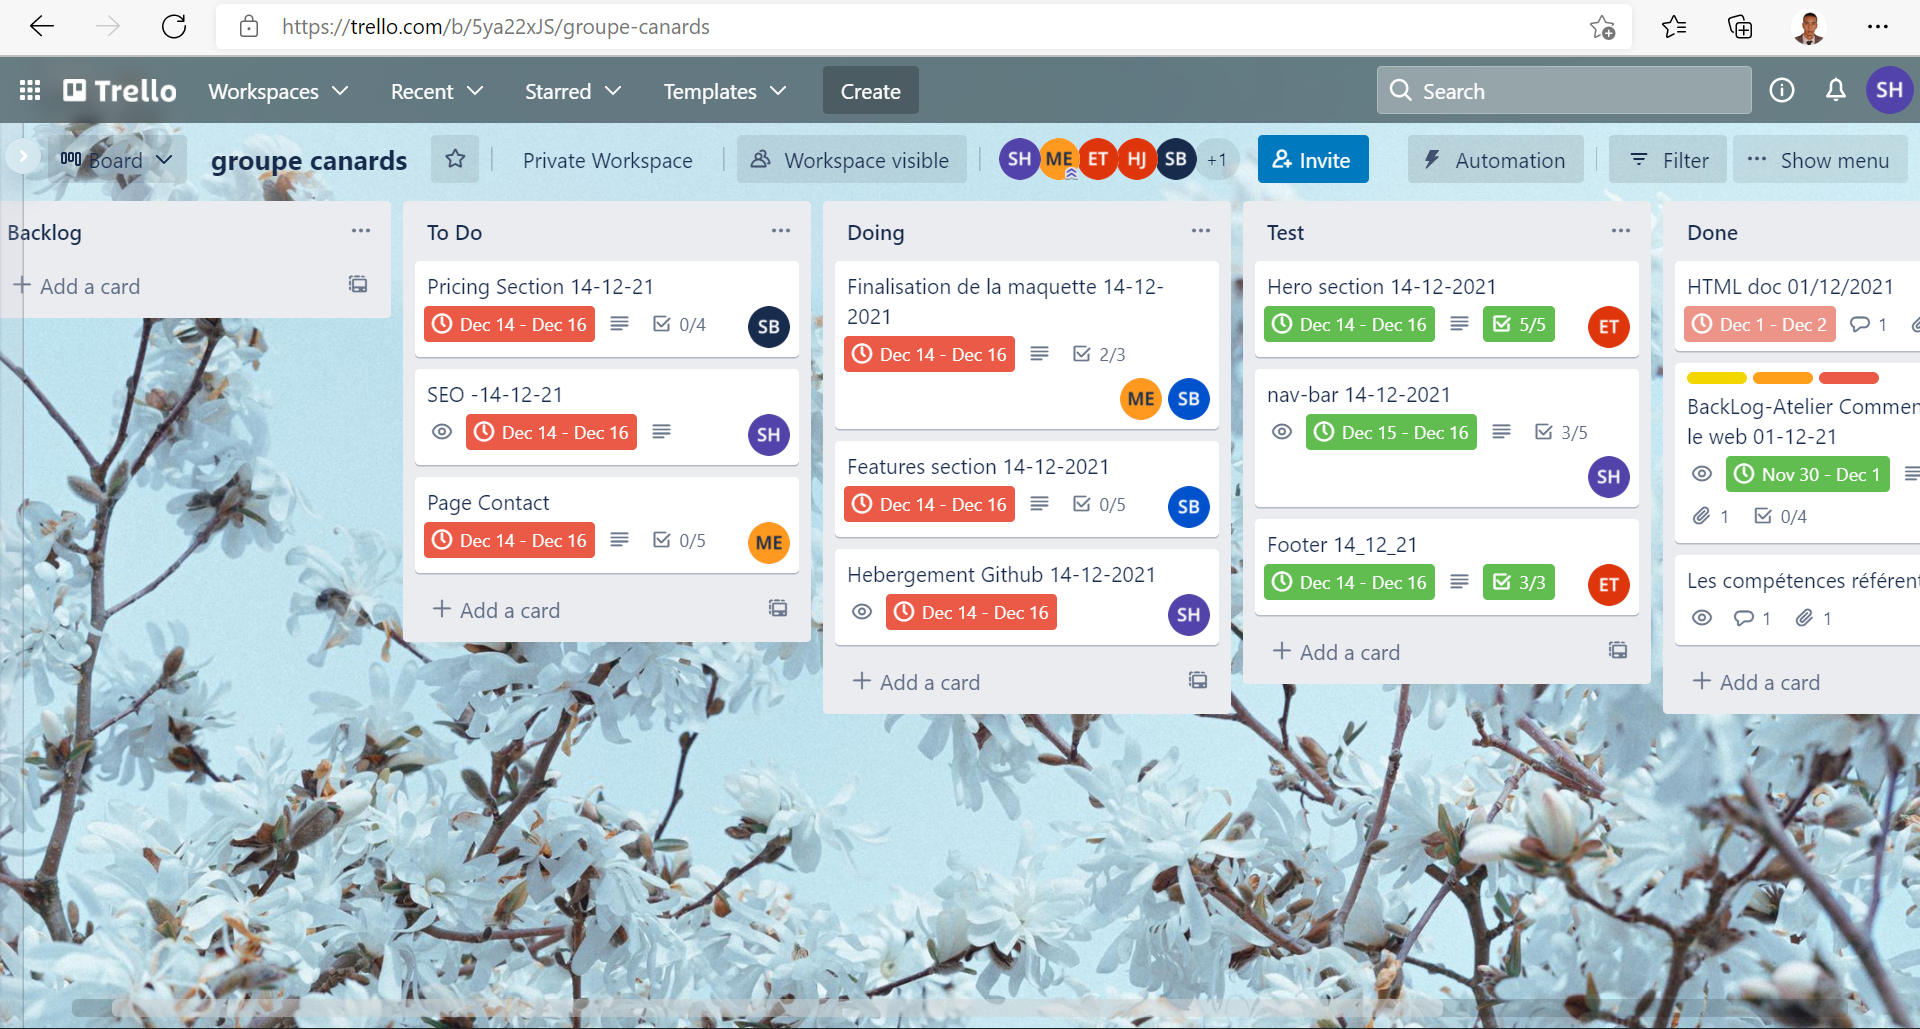 https://trello.com/b/5ya22xJS/groupe-canards
Trello
Workspaces
Recent
Starred
Templates
Create
Search
SH
Board
groupe canards
Private Workspace
Workspace visible
SH
ME
ET
HJ
SB
+1
Invite
Automation
Filter
Show menu
Backlog
Add a card
To Do
Pricing Section 14-12-21
Dec 14 - Dec 16
0/4
SB
SEO -14-12-21
Dec 14 - Dec 16
SH
Page Contact
Dec 14 - Dec 16
0/5
ME
Add a card
Doing
Finalisation de la maquette 14-12-
2021
Dec 14 - Dec 16
2/3
ME
SB
Features section 14-12-2021
Dec 14 - Dec 16
0/5
SB
Hebergement Github 14-12-2021
Dec 14 - Dec 16
SH
Add a card
Test
Hero section 14-12-2021
Dec 14 - Dec 16
5/5
ET
nav-bar 14-12-2021
Dec 15 - Dec 16
3/5
SH
Footer 14_12_21
Dec 14 - Dec 16
3/3
ET
Add a card
Done
HTML doc 01/12/2021
Dec 1 - Dec 2
1
BackLog-Atelier Commen
le web 01-12-21
Nov 30 - Dec 1
1
0/4
Les compétences référent
1
1
Add a card